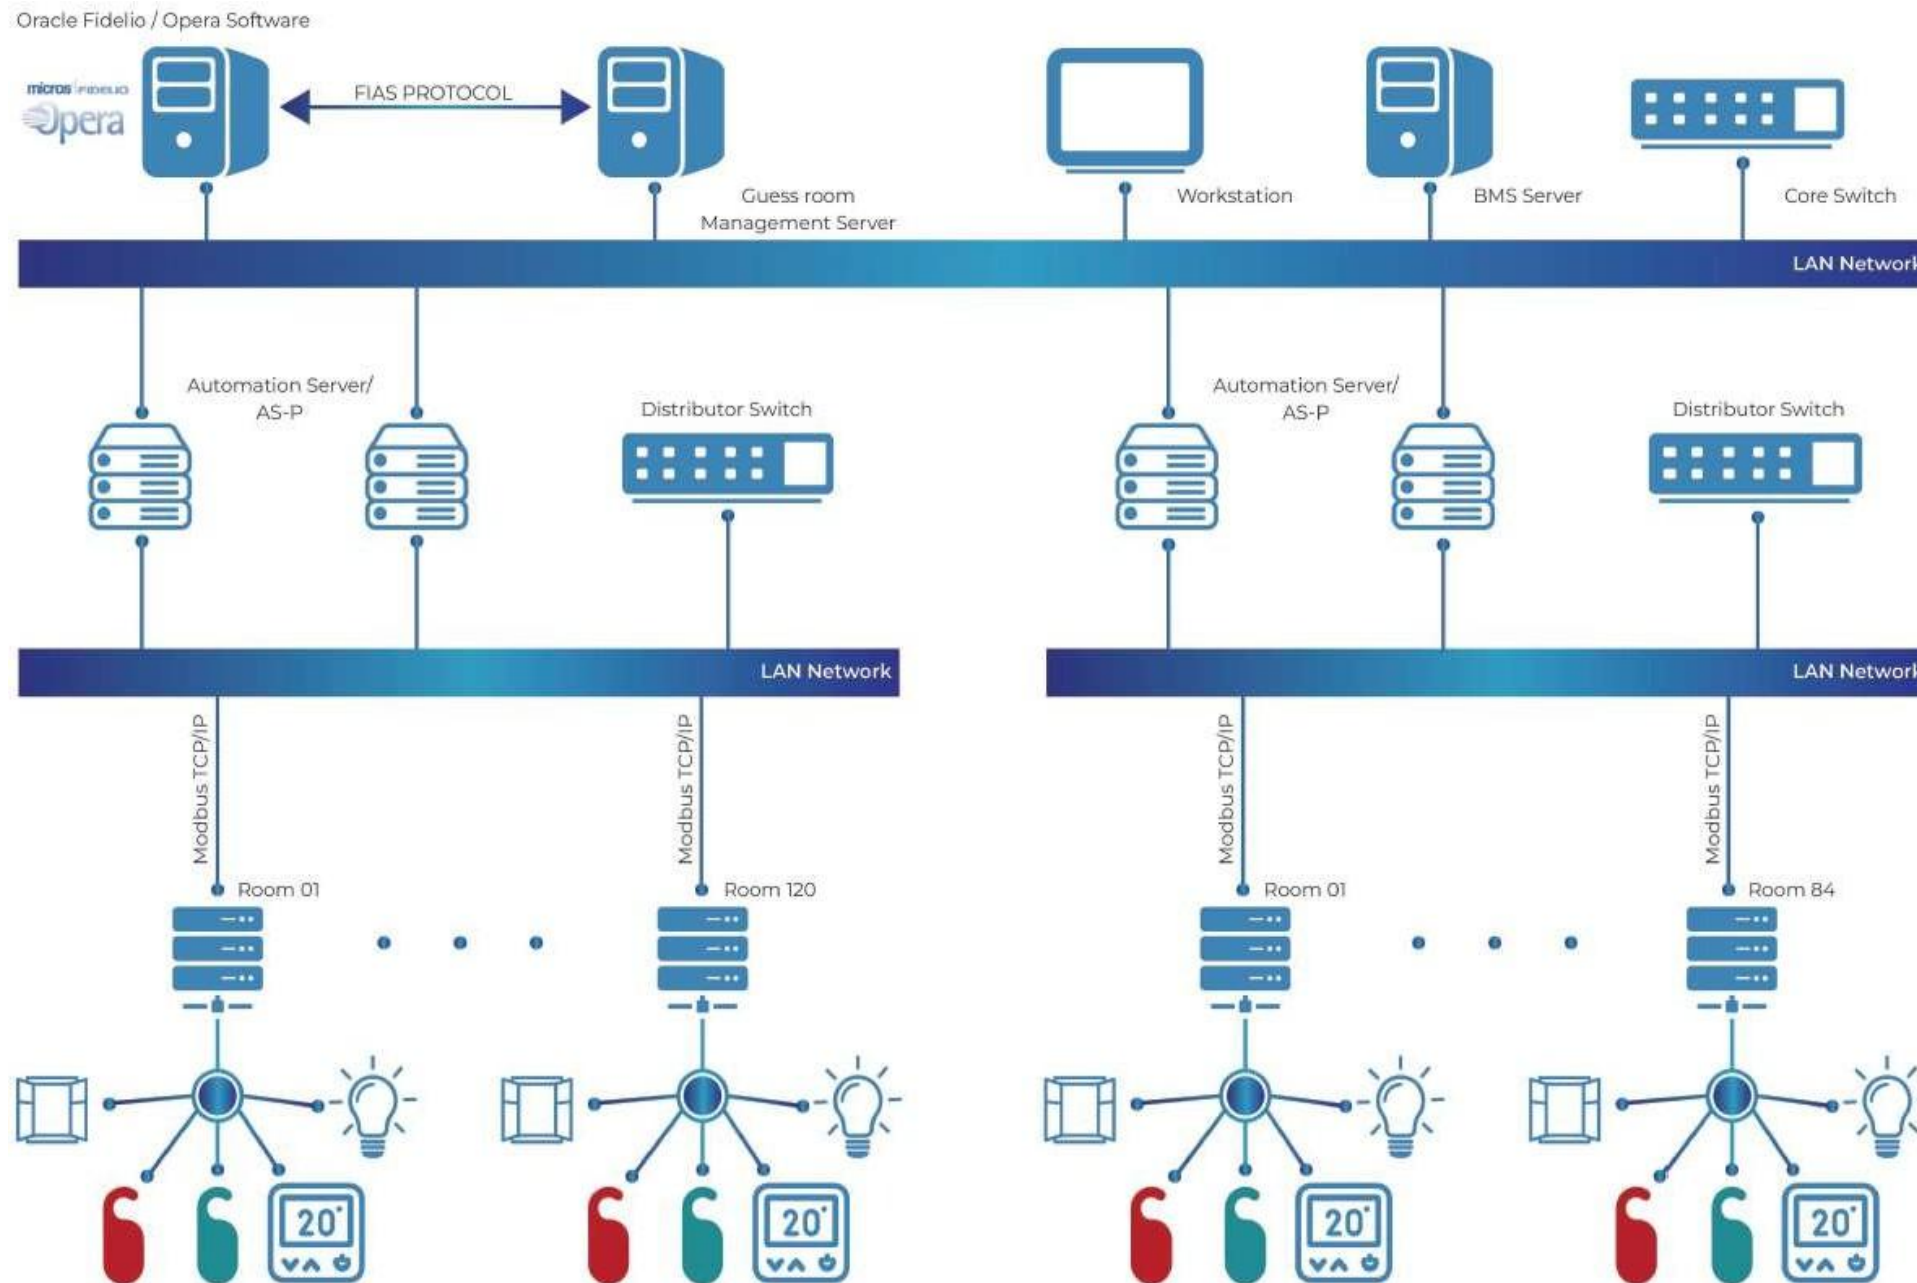 Oracle Fidelio / Opera Software
micros FIDELIO
Opera
FIAS PROTOCOL
Guess room
Management Server
Workstation
BMS Server
Core Switch
LAN Network
Automation Server/
AS-P
Distributor Switch
Automation Server/
AS-P
Distributor Switch
LAN Network
LAN Network
Modbus TCP/IP
Modbus TCP/IP
Modbus TCP/IP
Modbus TCP/IP
Room 01
Room 120
Room 01
Room 84
20°
20°
20°
20°